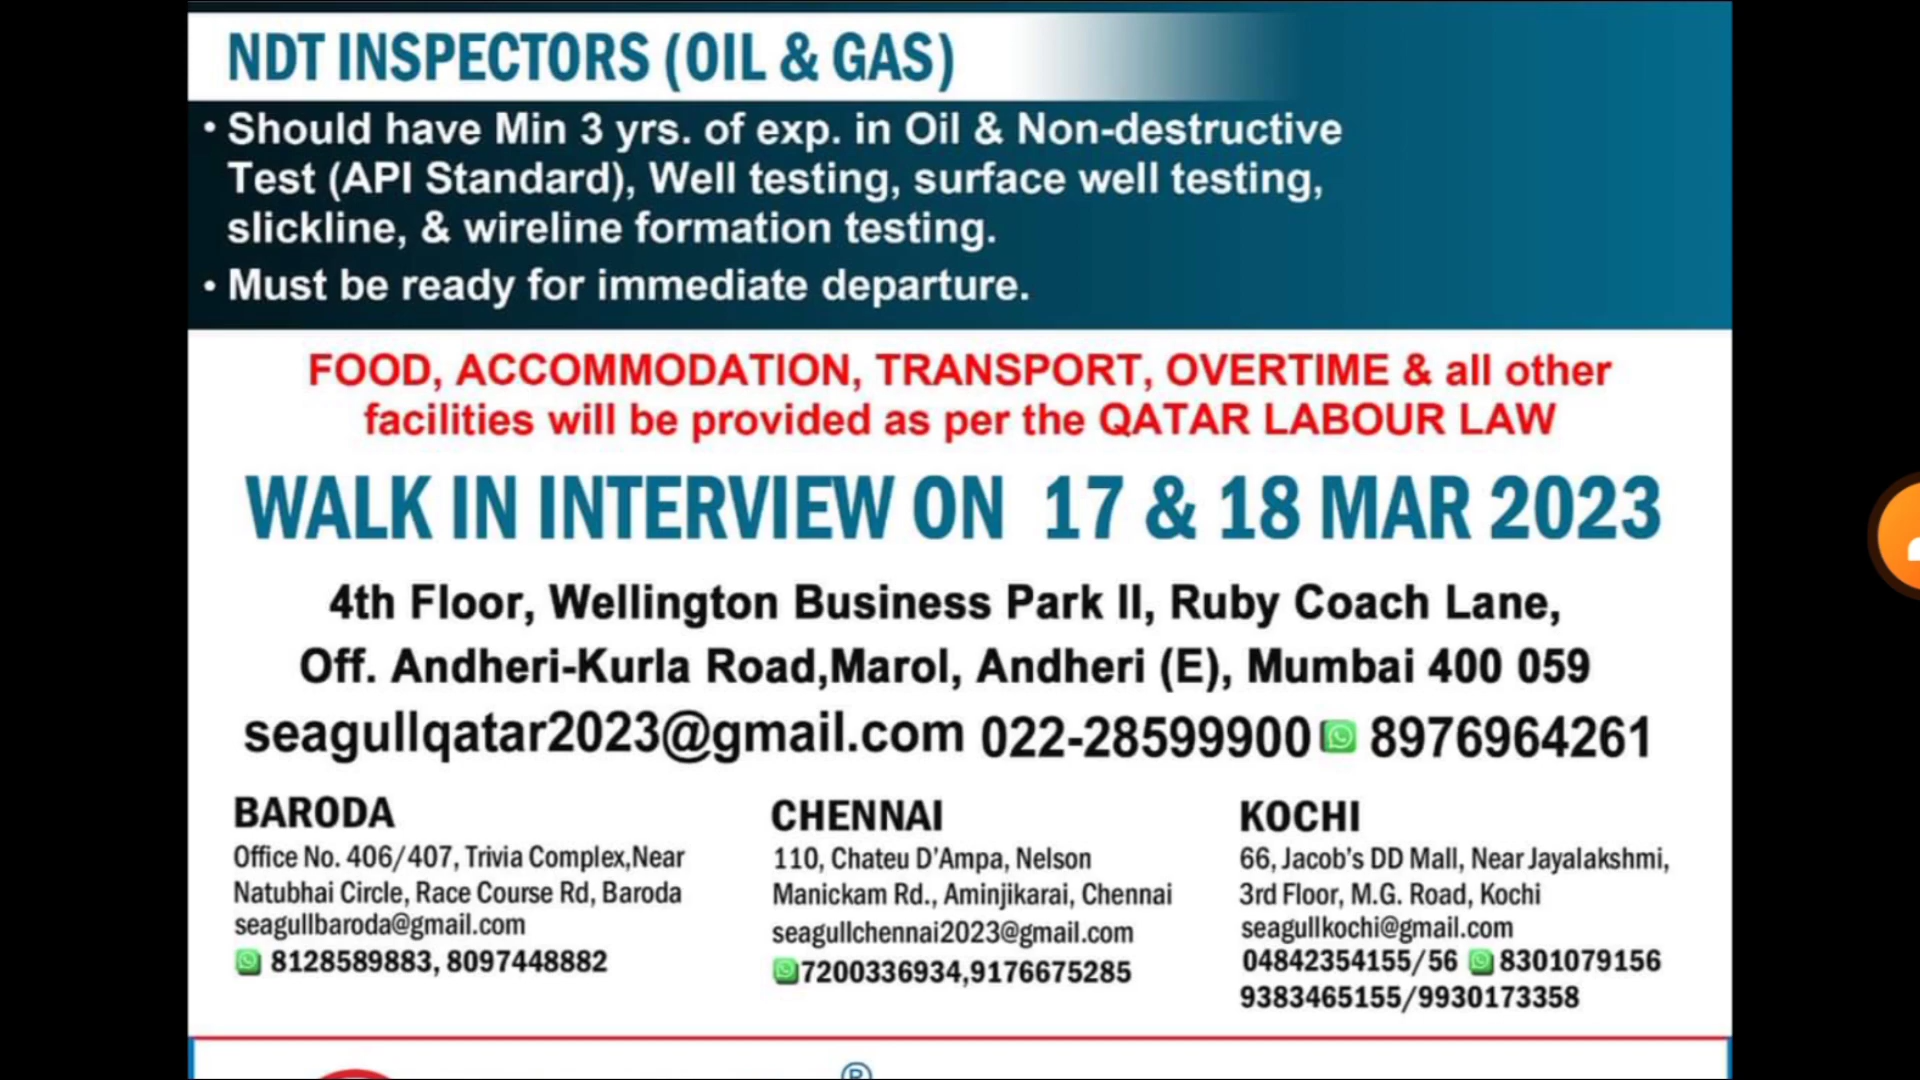 NDT INSPECTORS (OIL & GAS)
• Should have Min 3 yrs. of exp. in Oil & Non-destructive
Test (API Standard), Well testing, surface well testing,
slickline, & wireline formation testing.
• Must be ready for immediate departure.
FOOD, ACCOMMODATION, TRANSPORT, OVERTIME & all other
facilities will be provided as per the QATAR LABOUR LAW
WALK IN INTERVIEW ON 17 & 18 MAR 2023
4th Floor, Wellington Business Park II, Ruby Coach Lane,
Off. Andheri-Kurla Road,Marol, Andheri (E), Mumbai 400 059
seagullqatar2023@gmail.com 022-28599900 8976964261
BARODA
Office No. 406/407, Trivia Complex,Near
Natubhai Circle, Race Course Rd, Baroda
seagullbaroda@gmail.com
8128589883, 8097448882
CHENNAI
110, Chateu D'Ampa, Nelson
Manickam Rd., Aminjikarai, Chennai
seagullchennai2023@gmail.com
7200336934,9176675285
KOCHI
66, Jacob's DD Mall, Near Jayalakshmi,
3rd Floor, M.G. Road, Kochi
seagullkochi@gmail.com
04842354155/56 8301079156
9383465155/9930173358
®